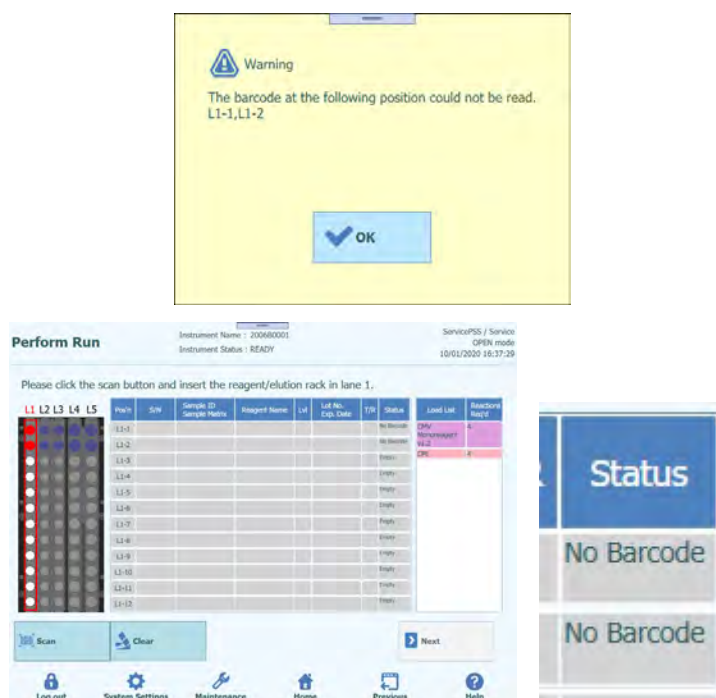 Warning
The barcode at the following position could not be read.
L1-1,L1-2
OK
Perform Run
Instrument Name : 2006B0001
Instrument Status : READY
ServicePSS / Service
OPEN mode
10/01/2020 16:37:29
Please click the scan button and insert the reagent/elution rack in lane 1.
L1 L2 L3 L4 L5
Pos'n S/N Sample ID Sample Matrix Reagent Name Lvl Lot No. Exp. Date T/R Status Load List Reactions Req'd
L1-1 No Barcode CMV Monoreagent V1.2 4
L1-2 No Barcode CPE 4
L1-3 Empty
L1-4 Empty
L1-5 Empty
L1-6 Empty
L1-7 Empty
L1-8 Empty
L1-9 Empty
L1-10 Empty
L1-11 Empty
L1-12 Empty
Scan Clear Next
Log out System Settings Maintenance Home Previous Help
Status
No Barcode
No Barcode